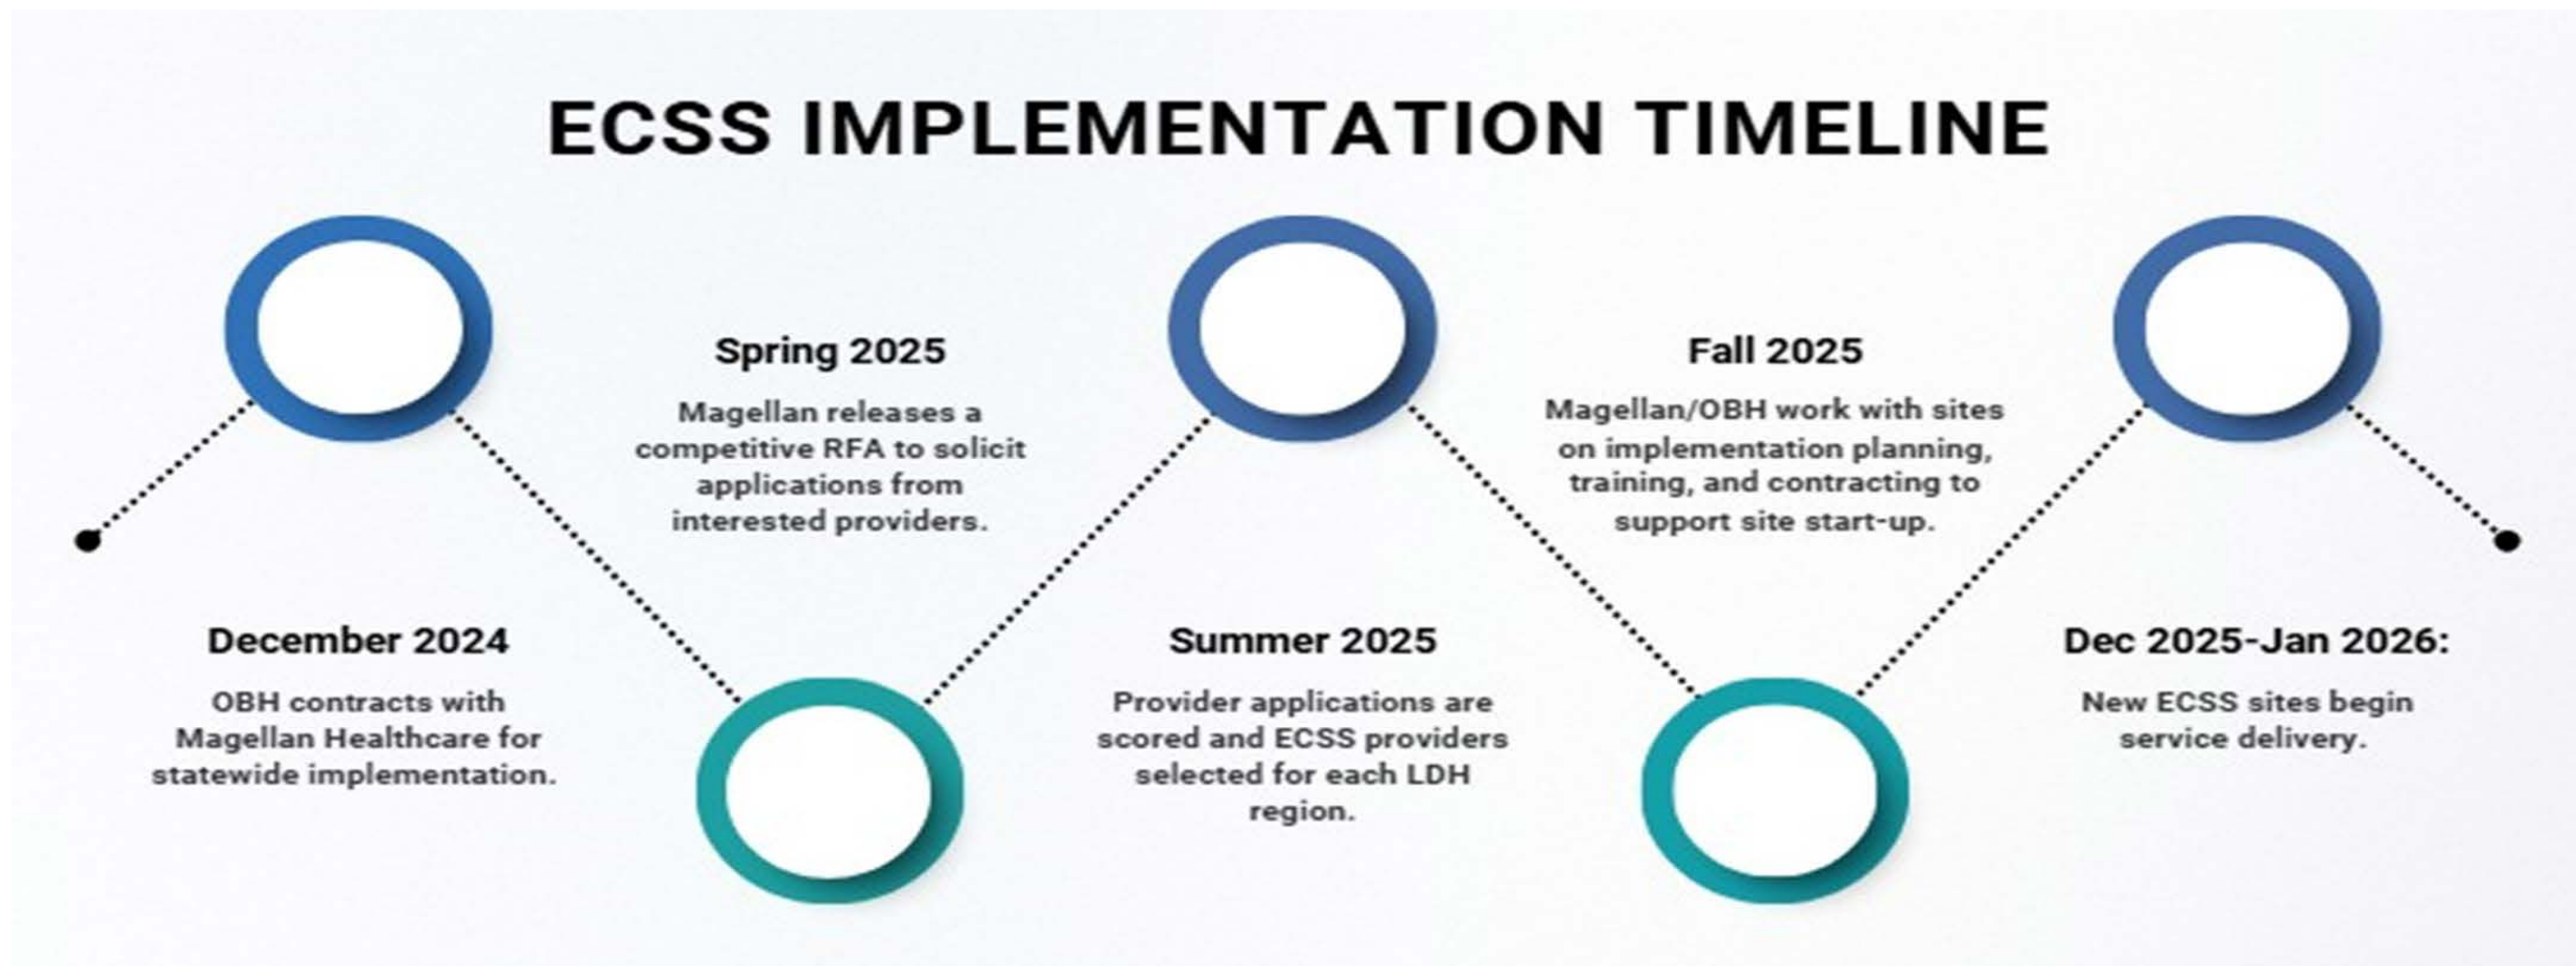 ECSS IMPLEMENTATION TIMELINE
December 2024
OBH contracts with
Magellan Healthcare for
statewide implementation.
Spring 2025
Magellan releases a
competitive RFA to solicit
applications from
interested providers.
Summer 2025
Provider applications are
scored and ECSS providers
selected for each LDH
region.
Fall 2025
Magellan/OBH work with sites
on implementation planning,
training, and contracting to
support site start-up.
Dec 2025-Jan 2026:
New ECSS sites begin
service delivery.